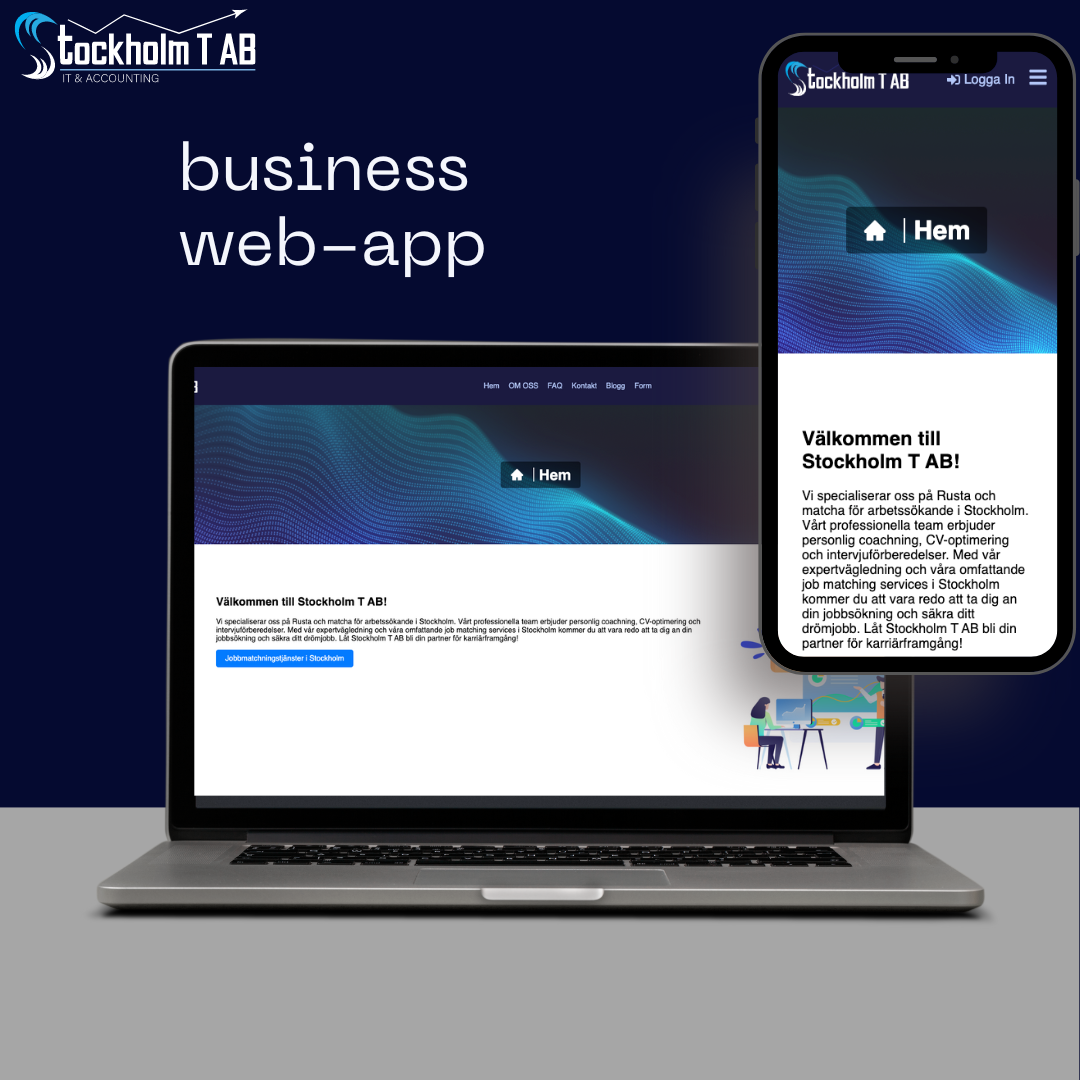 Stockholm T AB
IT & ACCOUNTING
business
web-app
Stockholm T AB
Logga In
Hem
Välkommen till
Stockholm T AB!
Vi specialiserar oss på Rusta och
matcha för arbetssökande i Stockholm.
Vårt professionella team erbjuder
personlig coachning, CV-optimering
och intervjuförberedelser. Med vår
expertvägledning och våra omfattande
job matching services i Stockholm
kommer du att vara redo att ta dig an
din jobbsökning och säkra ditt
drömjobb. Låt Stockholm T AB bli din
partner för karriärframgång!
Hem OM OSS FAQ Kontakt Blogg Form
Hem
Välkommen till Stockholm T AB!
Vi specialiserar oss på Rusta och matcha för arbetssökande i Stockholm. Vårt professionella team erbjuder personlig coachning, CV-optimering och
intervjuförberedelser. Med vår expertvägledning och våra omfattande job matching services i Stockholm kommer du att vara redo att ta dig an din
jobbsökning och säkra ditt drömjobb. Låt Stockholm T AB bli din partner för karriärframgång!
Jobbmatchningstjänster i Stockholm